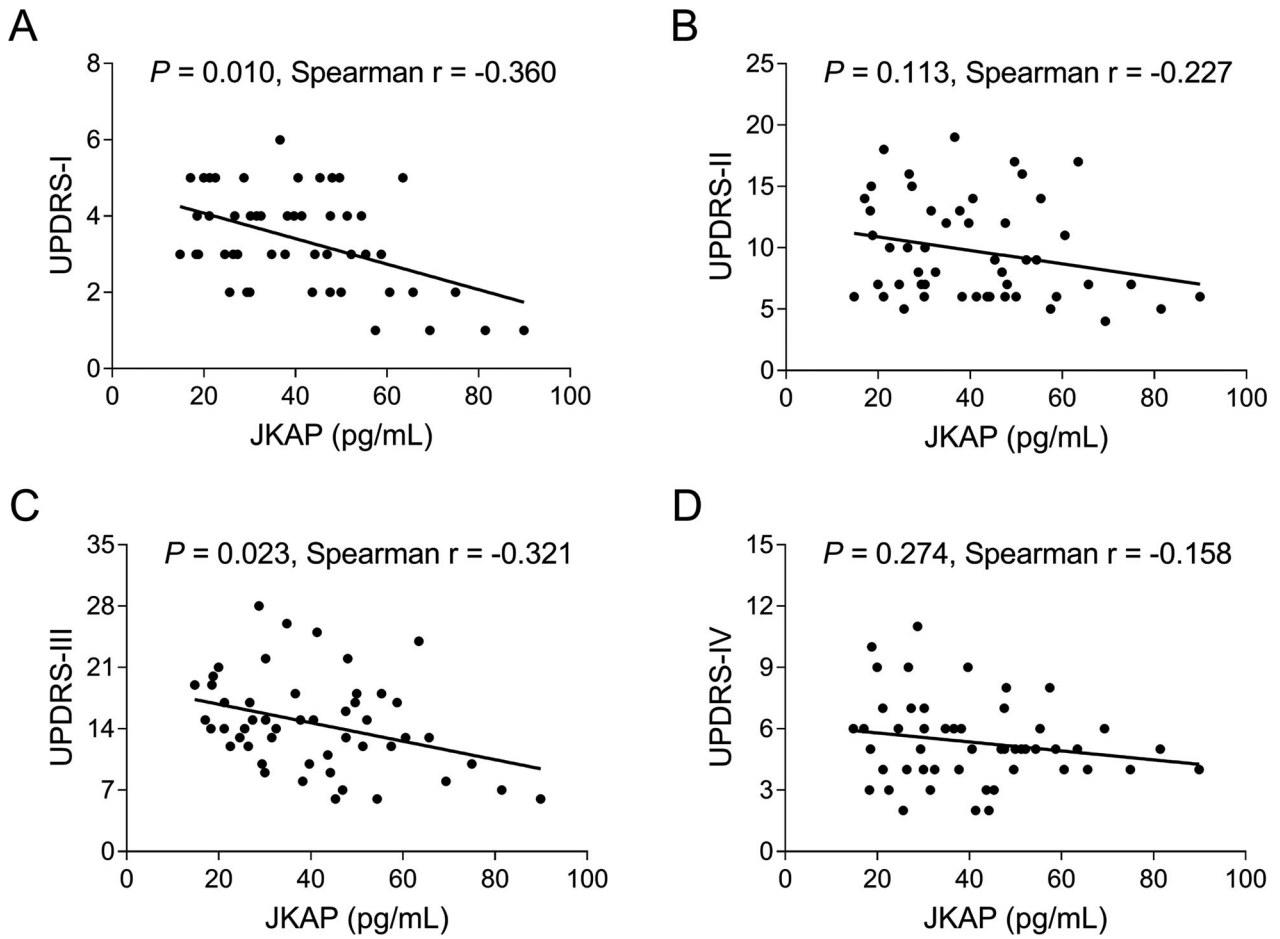 A
P = 0.010, Spearman r = -0.360
8
6
4
2
0
UPDRS-I
0 20 40 60 80 100
JKAP (pg/mL)
B
P = 0.113, Spearman r = -0.227
25
20
15
10
5
0
UPDRS-II
0 20 40 60 80 100
JKAP (pg/mL)
C
P = 0.023, Spearman r = -0.321
35
28
21
14
7
0
UPDRS-III
0 20 40 60 80 100
JKAP (pg/mL)
D
P = 0.274, Spearman r = -0.158
15
12
9
6
3
0
UPDRS-IV
0 20 40 60 80 100
JKAP (pg/mL)